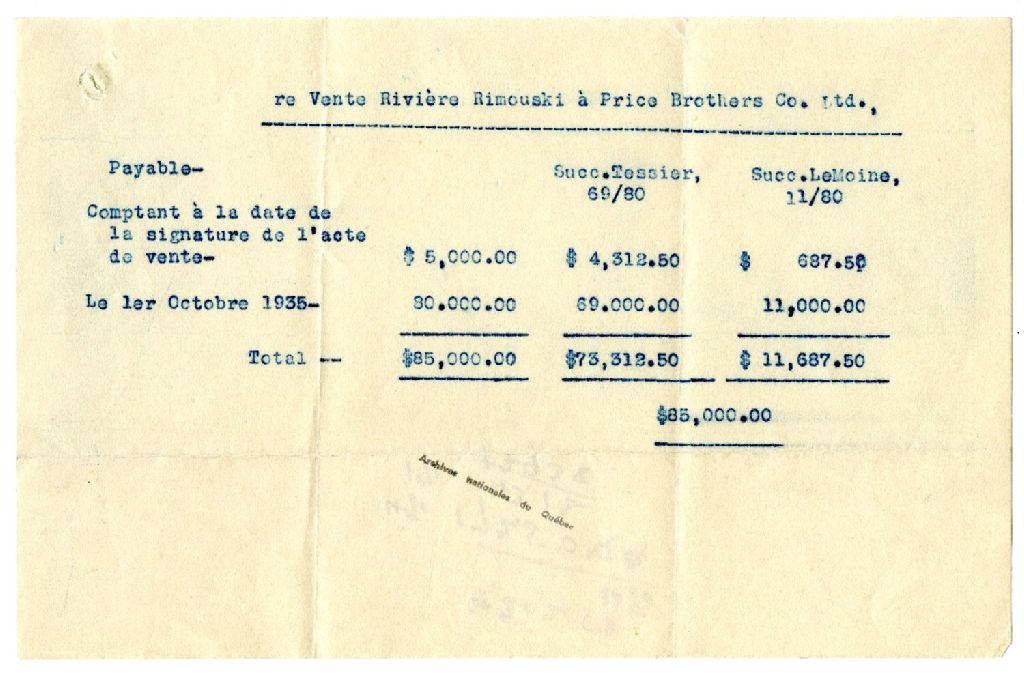 re Vente Rivière Rimouski à Price Brothers Co. Ltd.,
Payable- Succ.Tessier, Succ.LeMoine,
69/80 11/80
Comptant à la date de
la signature de l'acte
de vente- $ 5,000.00 $ 4,312.50 $ 687.50
Le 1er Octobre 1935- 80.000.00 69.000.00 11,000.00
Total -- $85,000.00 $73,312.50 $ 11,687.50
$85,000.00
Archives nationales du Québec